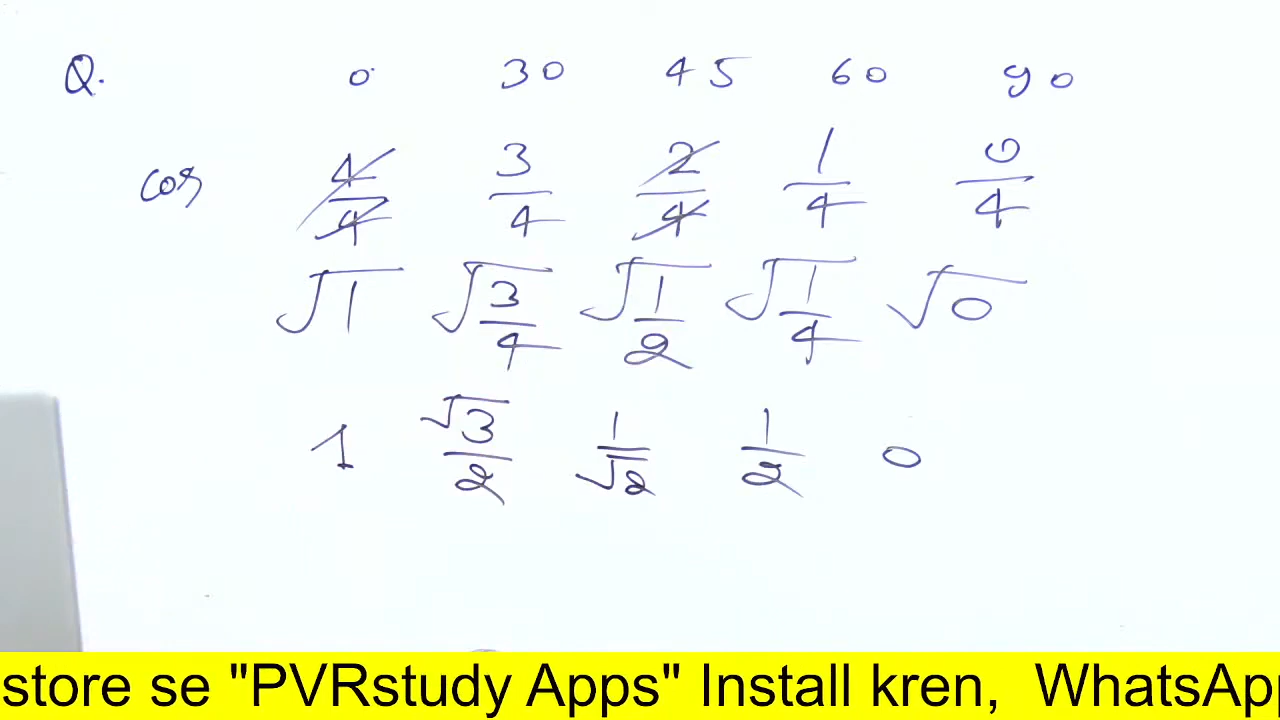 Q. 0 30 45 60 90
cos 4/4 3/4 2/4 1/4 0/4
√1 √3/4 √1/2 √1/4 √0
1 √3/2 1/√2 1/2 0
store se "PVRstudy Apps" Install kren, WhatsApp